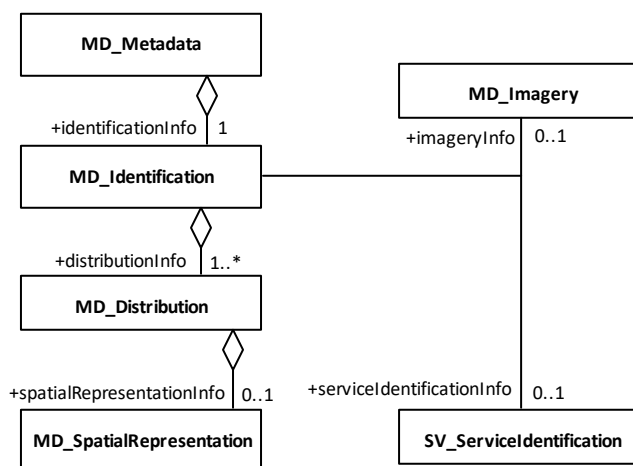 MD_Metadata
MD_Imagery
+identificationInfo 1
+imageryInfo 0..1
MD_Identification
+distributionInfo 1..*
MD_Distribution
+spatialRepresentationInfo 0..1
+serviceIdentificationInfo 0..1
MD_SpatialRepresentation
SV_ServiceIdentification